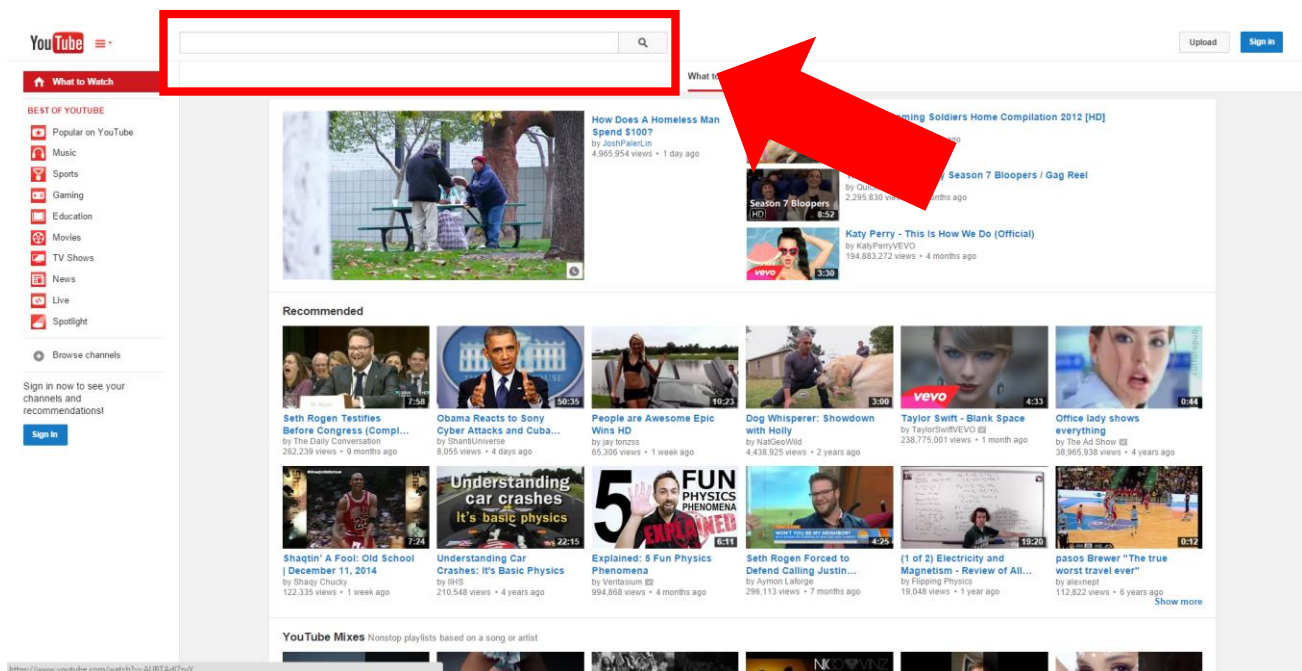 YouTube
Upload
Sign in
What to Watch
What to
BEST OF YOUTUBE
Popular on YouTube
Music
Sports
Gaming
Education
Movies
TV Shows
News
Live
Spotlight
Browse channels
Sign in now to see your
channels and
recommendations!
Sign in
How Does A Homeless Man
Spend $100?
by JoshPalerLin
4,965,954 views • 1 day ago
Soldiers Home Compilation 2012 [HD]
ago
Season 7 Bloopers / Gag Reel
2,295,830
months ago
Season 7 Bloopers
HD 8:52
Katy Perry - This Is How We Do (Official)
by KatyPerryVEVO
194,883,272 views • 4 months ago
vevo 3:30
Recommended
7:58
50:35
10:23
3:00
vevo 4:33
0:44
Seth Rogen Testifies
Before Congress (Compl...
by The Daily Conversation
262,239 views • 9 months ago
Obama Reacts to Sony
Cyber Attacks and Cuba...
by ShantiUniverse
8,055 views • 4 days ago
People are Awesome Epic
Wins HD
by jay tonzss
65,306 views • 1 week ago
Dog Whisperer: Showdown
with Holly
by NatGeoWild
4,438,925 views • 2 years ago
Taylor Swift - Blank Space
by TaylorSwiftVEVO
238,775,001 views • 1 month ago
Office lady shows
everything
by The Ad Show
38,965,938 views • 4 years ago
7:24
Understanding
car crashes
It's basic physics
22:15
5 FUN
PHYSICS
PHENOMENA
EXPLAINED
6:11
WON'T YOU BE MY NEIGHBOR?
4:25
19:20
0:12
Shaqtin' A Fool: Old School
| December 11, 2014
by Shaqy Chucky
122,335 views • 1 week ago
Understanding Car
Crashes: It's Basic Physics
by IIHS
210,548 views • 4 years ago
Explained: 5 Fun Physics
Phenomena
by Veritasium
994,868 views • 4 months ago
Seth Rogen Forced to
Defend Calling Justin...
by Aymon Laforge
296,113 views • 7 months ago
(1 of 2) Electricity and
Magnetism - Review of All...
by Flipping Physics
19,048 views • 1 year ago
pasos Brewer "The true
worst travel ever"
by alexnept
112,822 views • 6 years ago
Show more
YouTube Mixes Nonstop playlists based on a song or artist
NICO VINZ